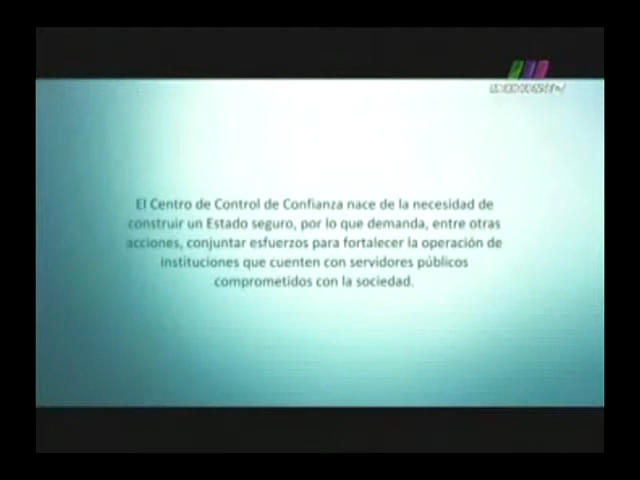 El Centro de Control de Confianza nace de la necesidad de
construir un Estado seguro, por lo que demanda, entre otras
acciones, conjuntar esfuerzos para fortalecer la operación de
instituciones que cuenten con servidores públicos
comprometidos con la sociedad.